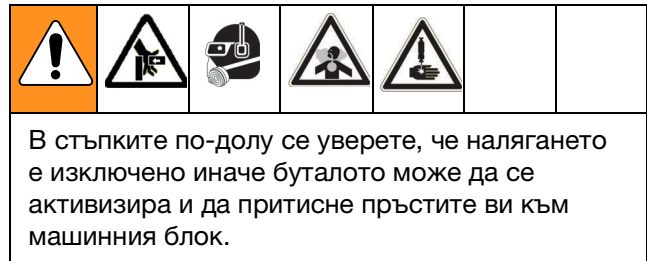 В стъпките по-долу се уверете, че налягането
е изключено иначе буталото може да се
активизира и да притисне пръстите ви към
машинния блок.